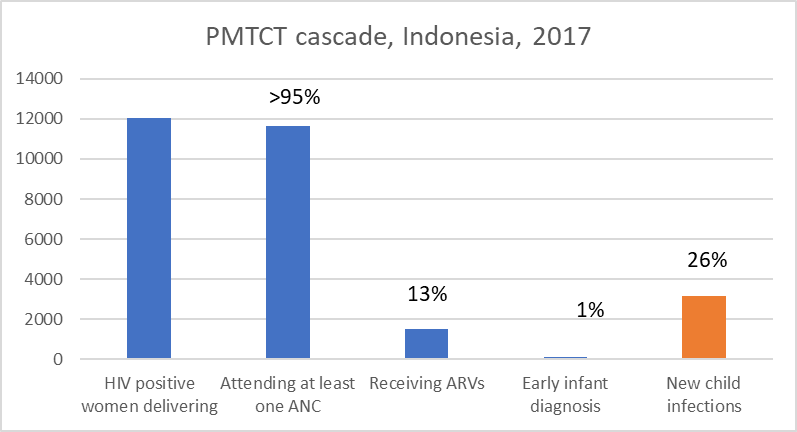 PMTCT cascade, Indonesia, 2017
14000
12000
10000
8000
6000
4000
2000
0
>95%
13%
1%
26%
HIV positive
women delivering
Attending at least
one ANC
Receiving ARVs
Early infant
diagnosis
New child
infections